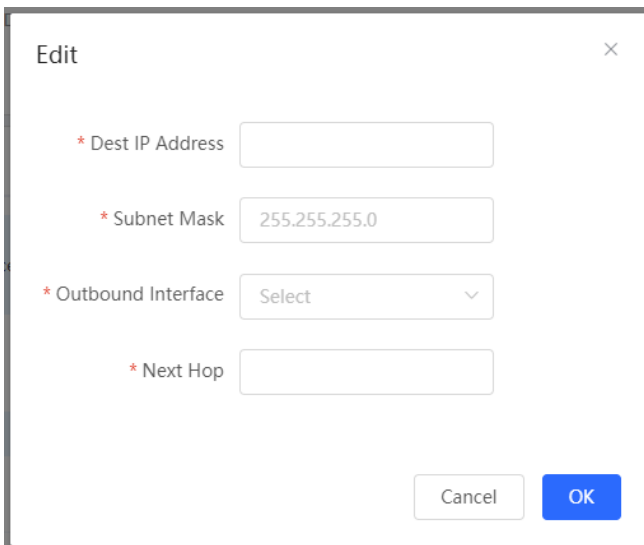 Edit
* Dest IP Address
* Subnet Mask 255.255.255.0
* Outbound Interface Select
* Next Hop
Cancel OK